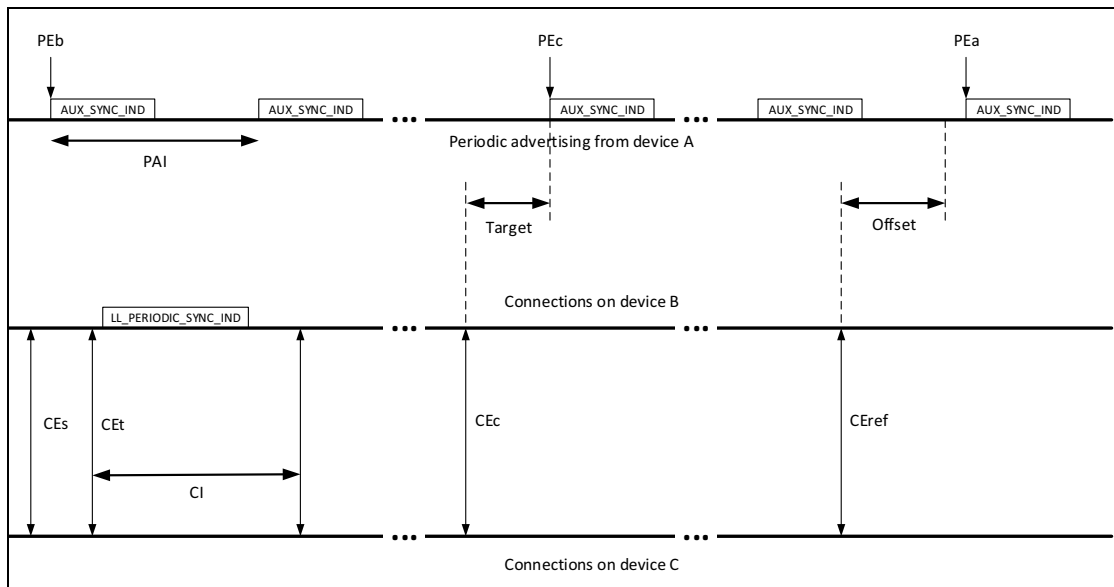 PEb PEc PEa
AUX_SYNC_IND AUX_SYNC_IND AUX_SYNC_IND AUX_SYNC_IND AUX_SYNC_IND
Periodic advertising from device A
PAI
Target Offset
Connections on device B
LL_PERIODIC_SYNC_IND
CEs CEt CEc CEref
CI
Connections on device C